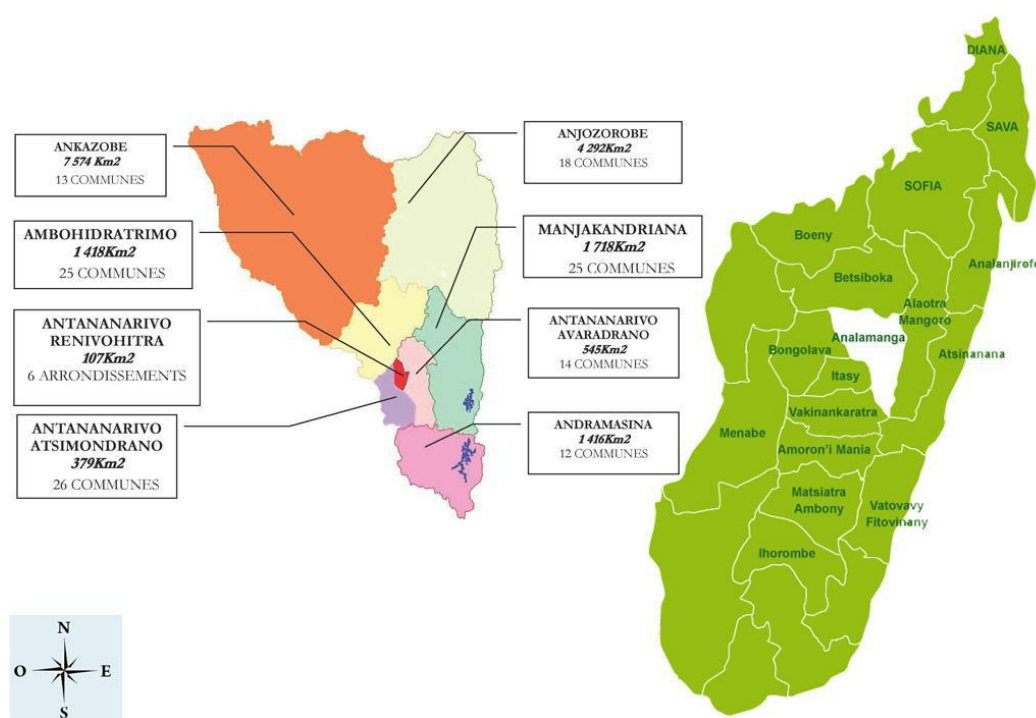 ANKAZOBE
7 574 Km2
13 COMMUNES
AMBOHIDRATRIMO
1 418Km2
25 COMMUNES
ANTANANARIVO
RENIVOHITRA
107Km2
6 ARRONDISSEMENTS
ANTANANARIVO
ATSIMONDRANO
379Km2
26 COMMUNES
ANJOZOROBE
4 292Km2
18 COMMUNES
MANJAKANDRIANA
1 718Km2
25 COMMUNES
ANTANANARIVO
AVARADRANO
545Km2
14 COMMUNES
ANDRAMASINA
1 416Km2
12 COMMUNES
DIANA
SAVA
SOFIA
Boeny
Analanjirofo
Betsiboka
Alaotra
Mangoro
Analamanga
Bongolava
Atsinanana
Itasy
Vakinankaratra
Menabe
Amoron'i Mania
Matsiatra
Ambony
Vatovavy
Fitovinany
Ihorombe
N
O E
S